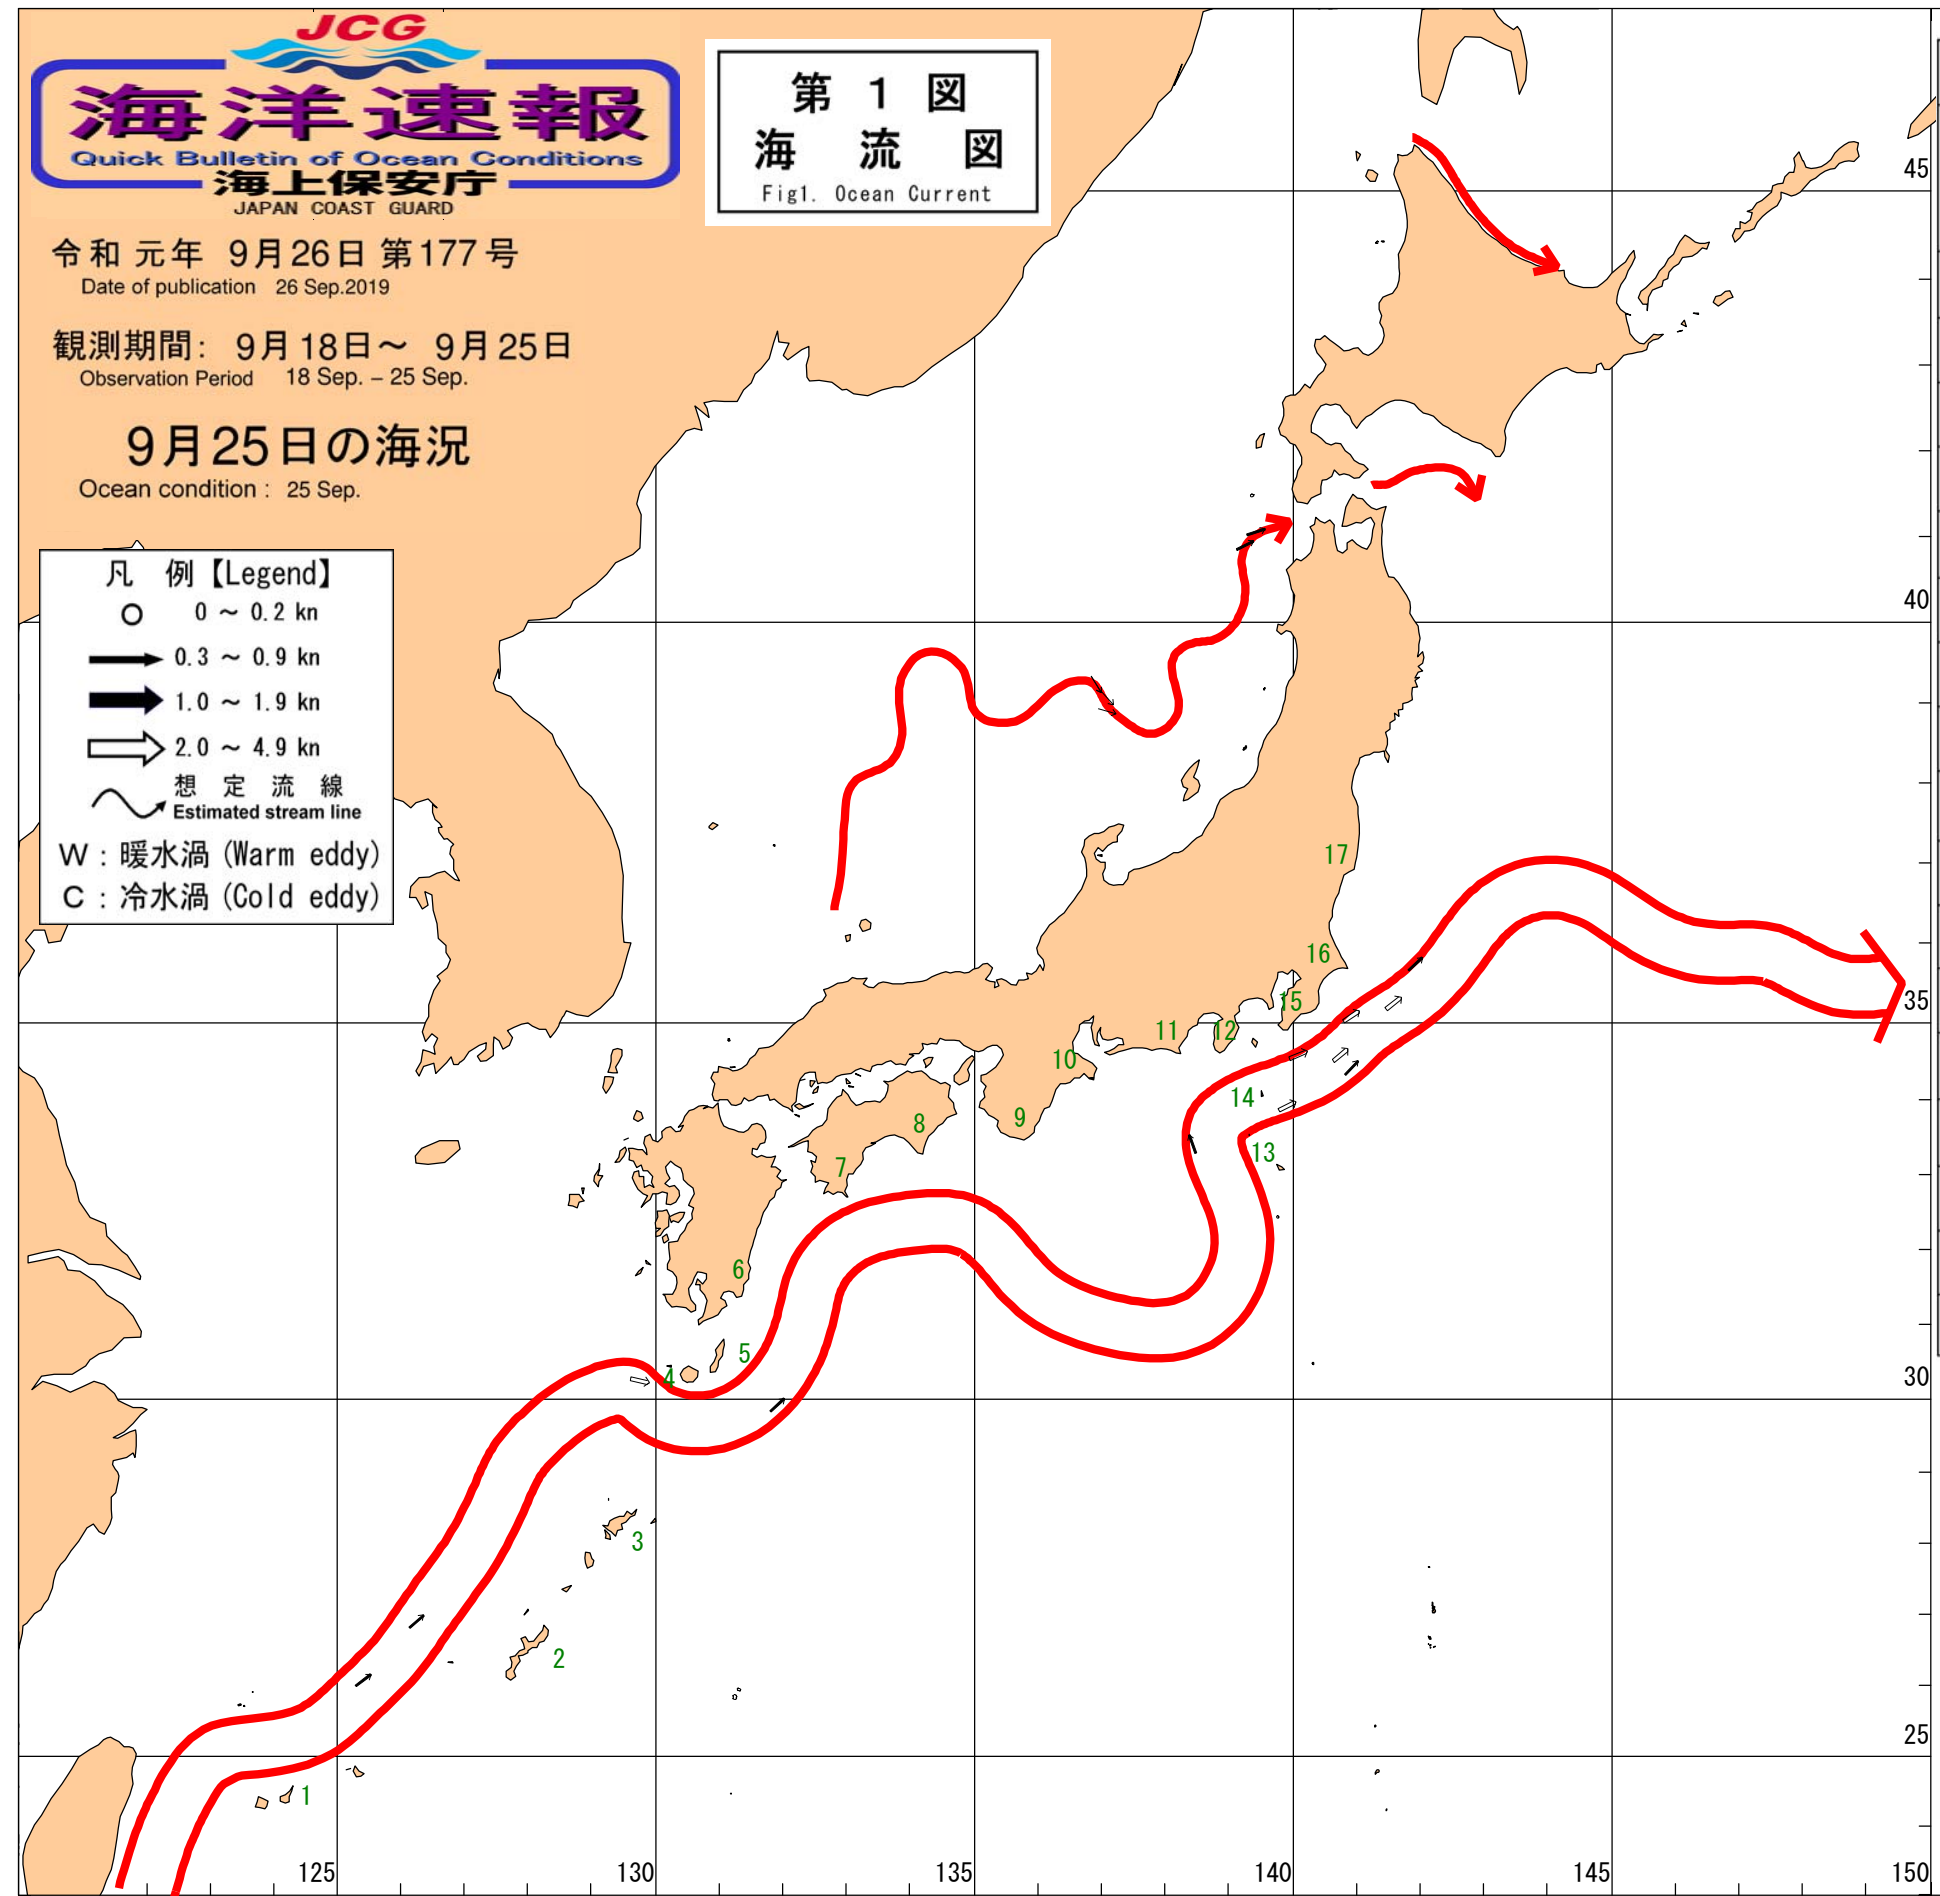 JCG
海洋速報
Quick Bulletin of Ocean Conditions
海上保安庁
JAPAN COAST GUARD
第 1 図
海 流 図
Fig1. Ocean Current
令和 元年 9月26日 第177号
Date of publication 26 Sep.2019
観測期間: 9月18日~ 9月25日
Observation Period 18 Sep. – 25 Sep.
9月25日の海況
Ocean condition : 25 Sep.
凡 例【Legend】
0 ~ 0.2 kn
0.3 ~ 0.9 kn
1.0 ~ 1.9 kn
2.0 ~ 4.9 kn
想 定 流 線
Estimated stream line
W : 暖水渦 (Warm eddy)
C : 冷水渦 (Cold eddy)
45
40
17
16
35
15
12
11
10
14
9
8
13
7
6
5
4
30
3
2
25
1
125
130
135
140
145
150